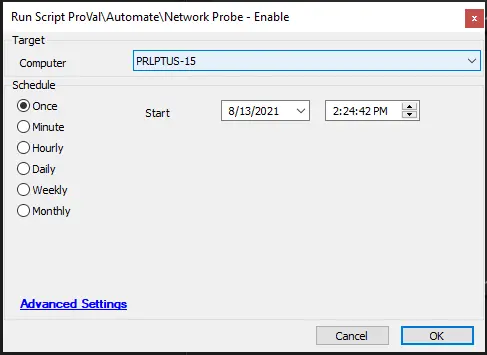 Run Script ProVal\Automate\Network Probe - Enable
x
Target
Computer PRLPTUS-15
Schedule
Once Start 8/13/2021 2:24:42 PM
Minute
Hourly
Daily
Weekly
Monthly
Advanced Settings
Cancel OK